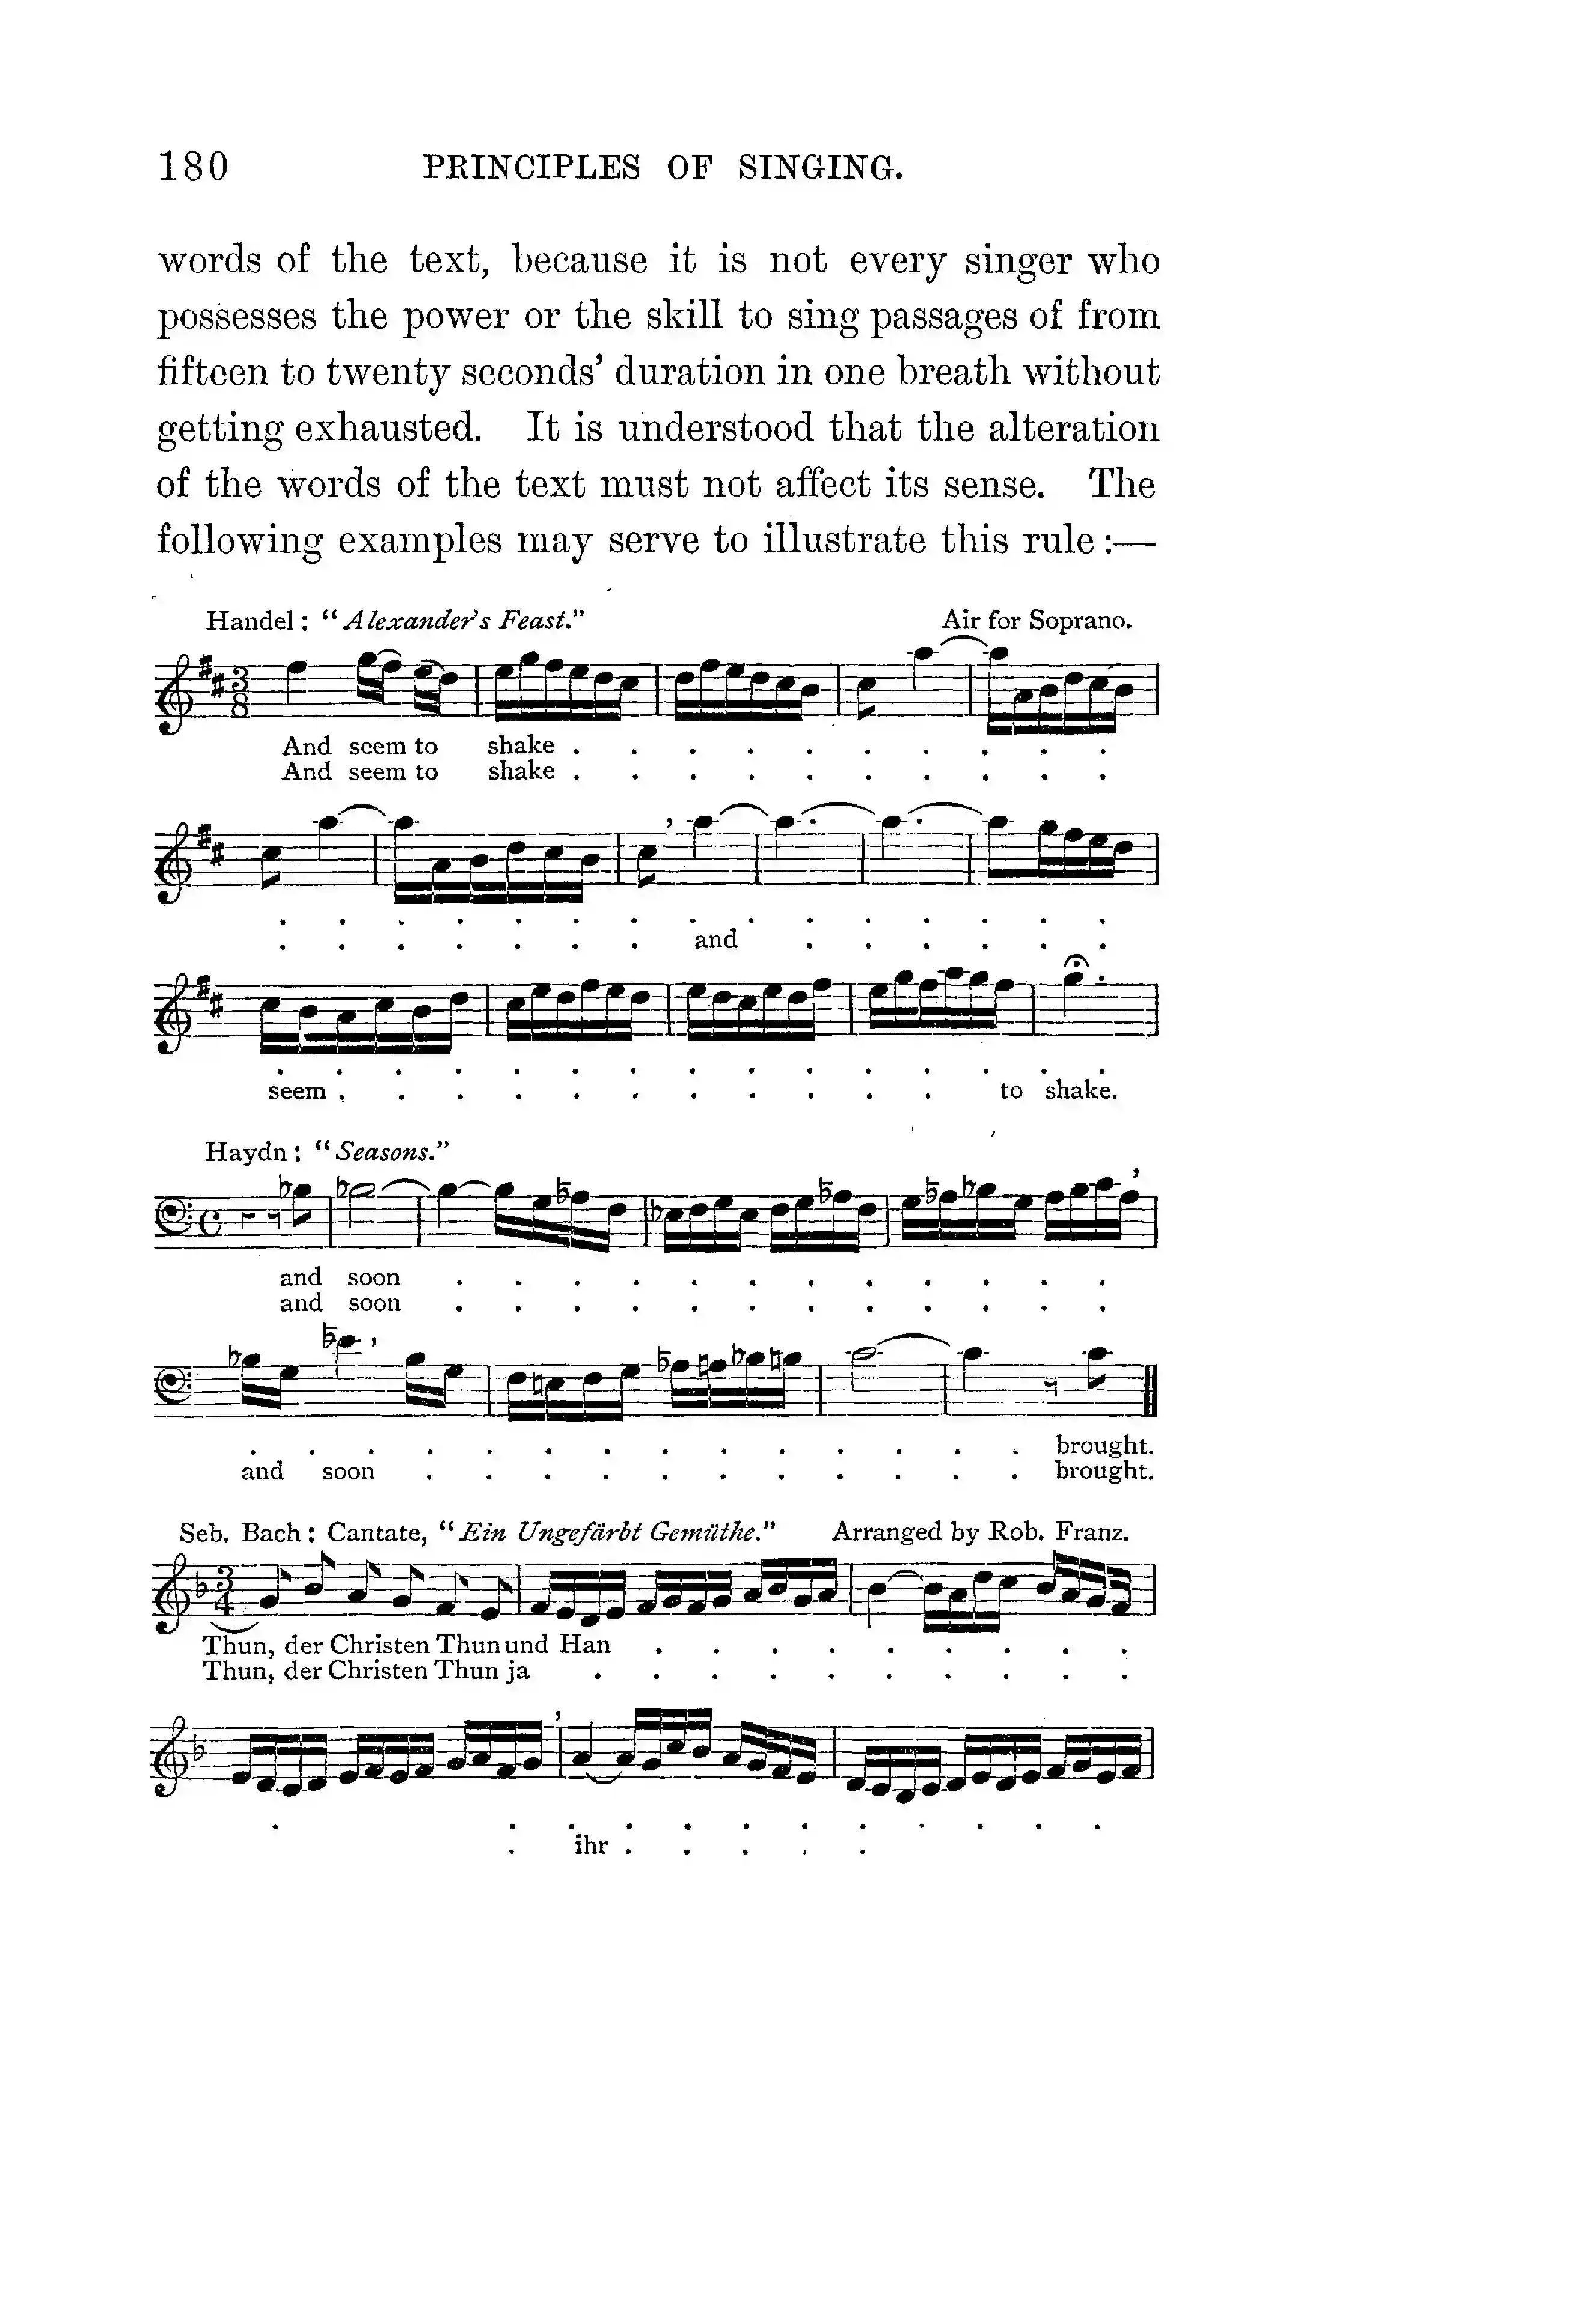 180 PRINCIPLES OF SINGING.
words of the text, because it is not every singer who
possesses the power or the skill to sing passages of from
fifteen to twenty seconds’ duration in one breath without
getting exhausted. It is understood that the alteration
of the words of the text must not affect its sense. The
following examples may serve to illustrate this rule :—
Handel : “Alexander’s Feast.” Air for Soprano.
3
8
And seem to shake . . . . . . . . . .
And seem to shake . . . . . . . . . .
. . . . . . . . . . . . . . .
. . . . . . . and . . . . . .
. . . . . . . . . . . . . . .
seem . . . . . . . . . . . to shake.
Haydn : “Seasons.”
and soon . . . . . . . . . . . .
and soon . . . . . . . . . . . .
. . . . . . . . . . . . . . brought.
and soon . . . . . . . . . . . brought.
Seb. Bach : Cantate, “Ein Ungefärbt Gemüthe.” Arranged by Rob. Franz.
3
4
Thun, der Christen Thun und Han . . . . . . . . .
Thun, der Christen Thun ja . . . . . . . . . .
. . . . . . . . . . . .
. ihr . . . . .